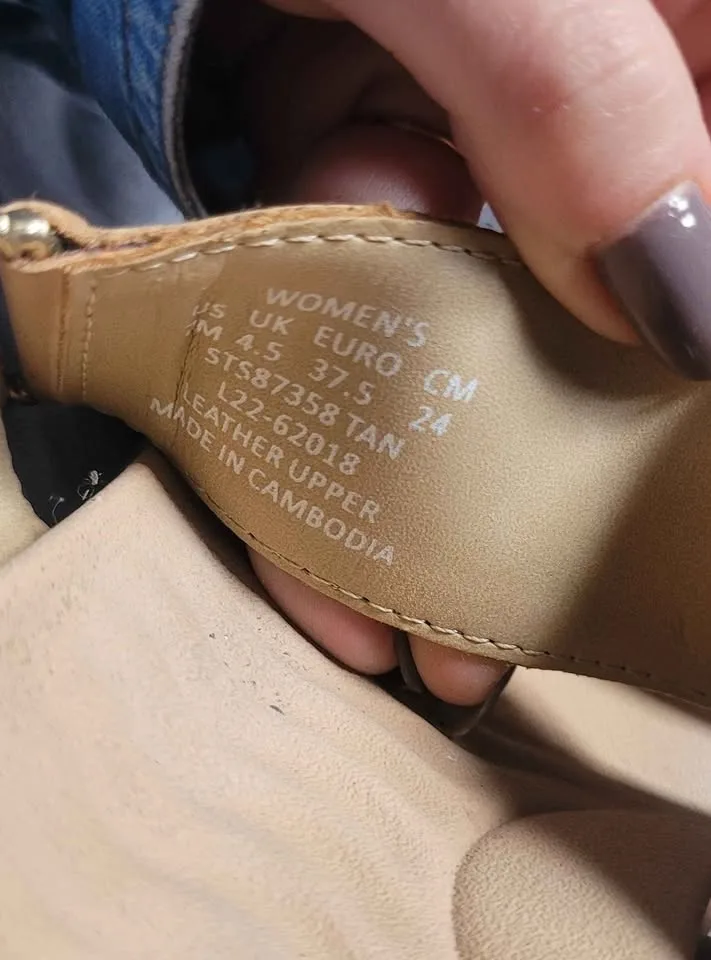 WOMEN'S
US UK EURO CM
4.5 37.5 24
STS87358 TAN
L22-62018
LEATHER UPPER
MADE IN CAMBODIA